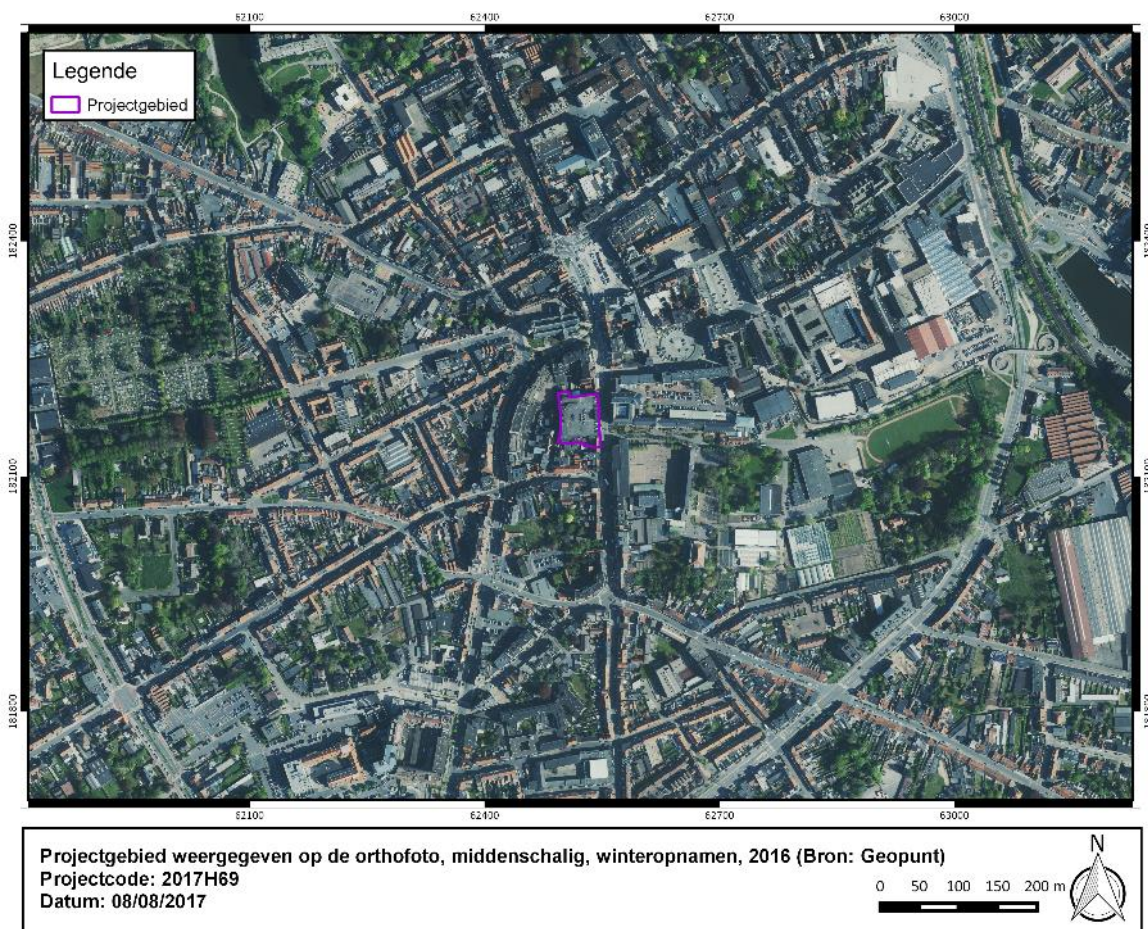 62100 62400 62700 63000
Legende
Projectgebied
182400 182400
182100 182100
181800 181800
62100 62400 62700 63000
Projectgebied weergegeven op de orthofoto, middenschalig, winteropnamen, 2016 (Bron: Geopunt)
Projectcode: 2017H69
Datum: 08/08/2017
N
0 50 100 150 200 m